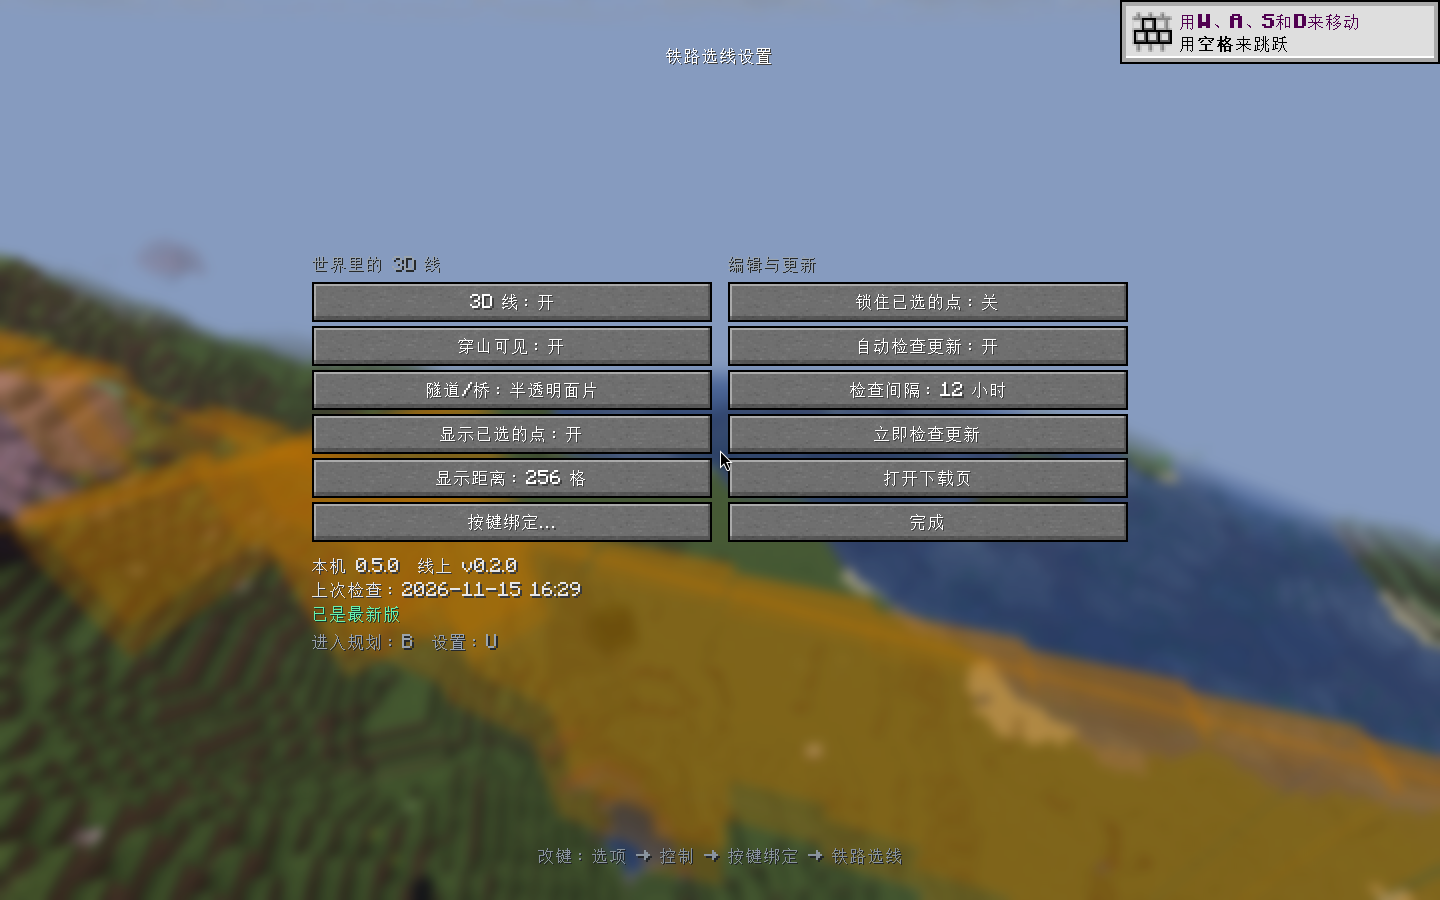 用W、A、S和D来移动
用空格来跳跃
铁路选线设置
世界里的 3D 线
3D 线：开
穿山可见：开
隧道/桥：半透明面片
显示已选的点：开
显示距离：256 格
按键绑定...
编辑与更新
锁住已选的点：关
自动检查更新：开
检查间隔：12 小时
立即检查更新
打开下载页
完成
本机 0.5.0 线上 v0.2.0
上次检查：2026-11-15 16:29
已是最新版
进入规划：B 设置：U
改键：选项 → 控制 → 按键绑定 → 铁路选线